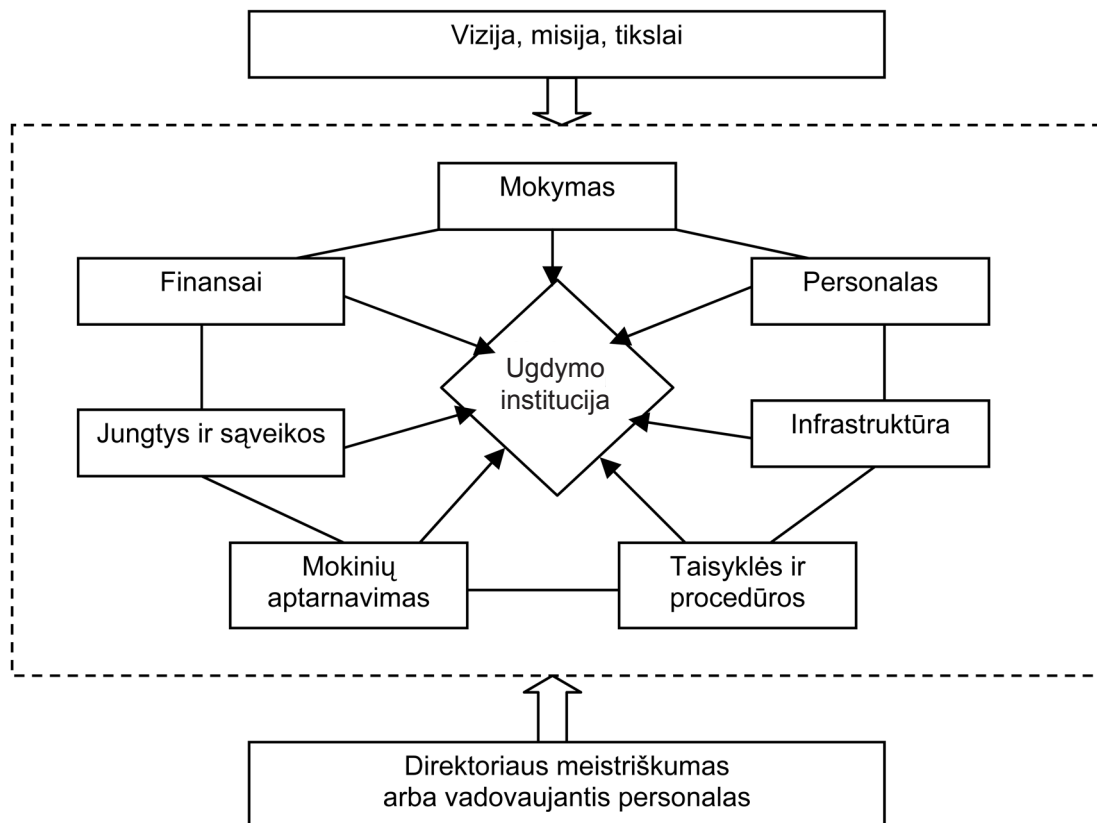 Vizija, misija, tikslai
Mokymas
Finansai
Personalas
Ugdymo
institucija
Jungtys ir sąveikos
Infrastruktūra
Mokinių
aptarnavimas
Taisyklės ir
procedūros
Direktoriaus meistriškumas
arba vadovaujantis personalas